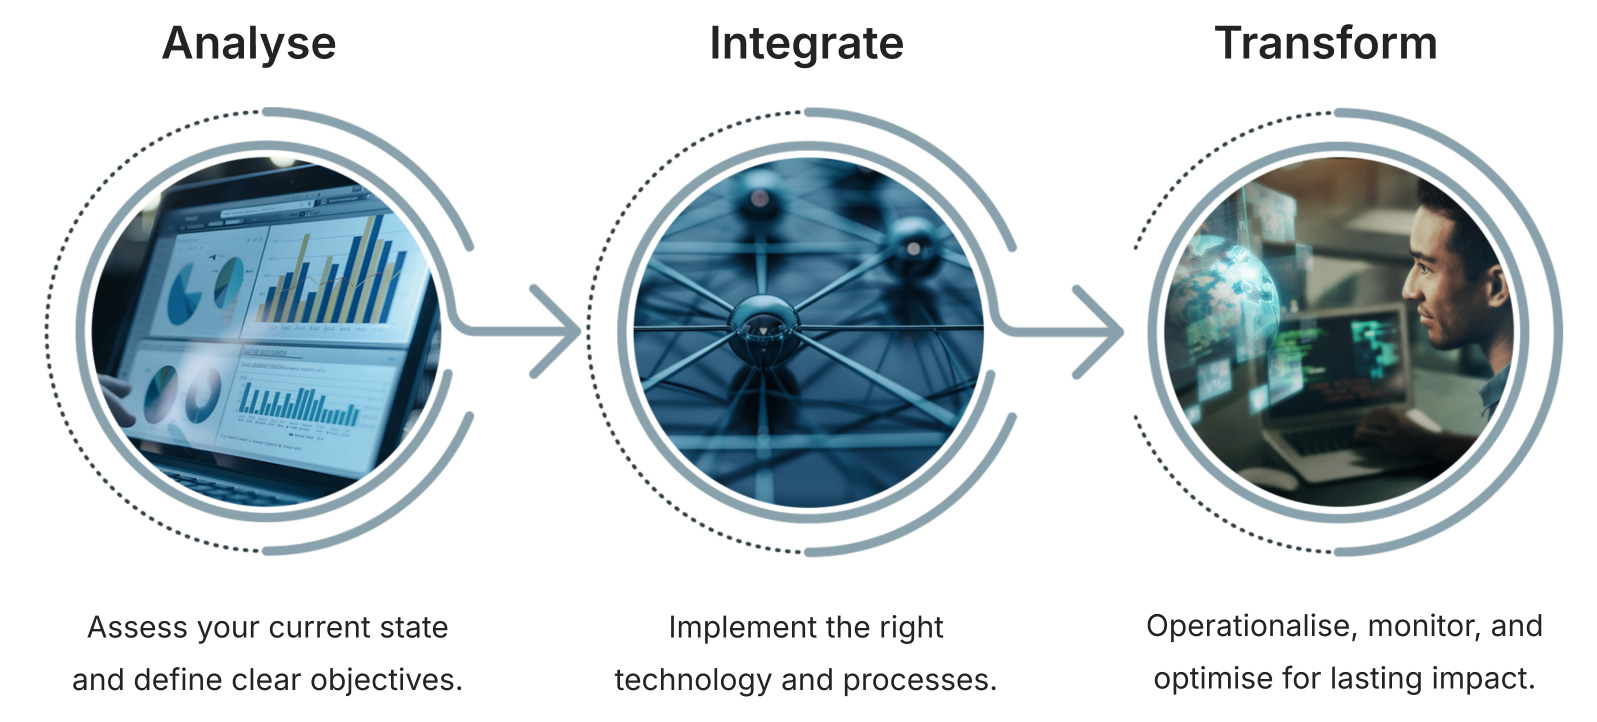 Analyse
Integrate
Transform
Assess your current state
and define clear objectives.
Implement the right
technology and processes.
Operationalise, monitor, and
optimise for lasting impact.